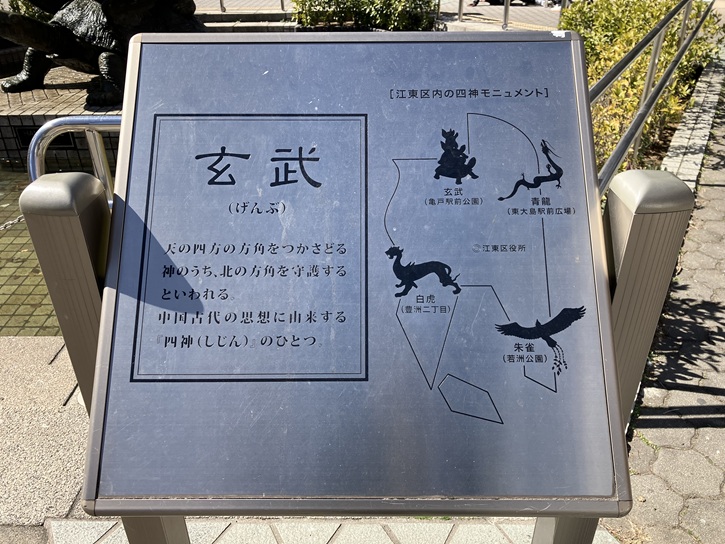 玄武
(げんぶ)
天の四方の方角をつかさどる
神のうち、北の方角を守護する
といわれる。
中国古代の思想に由来する
『四神(しじん)』のひとつ
[江東区内の四神モニュメント]
玄武
(亀戸駅前公園)
青龍
(東大島駅前広場)
江東区役所
白虎
(豊洲二丁目)
朱雀
(若洲公園)